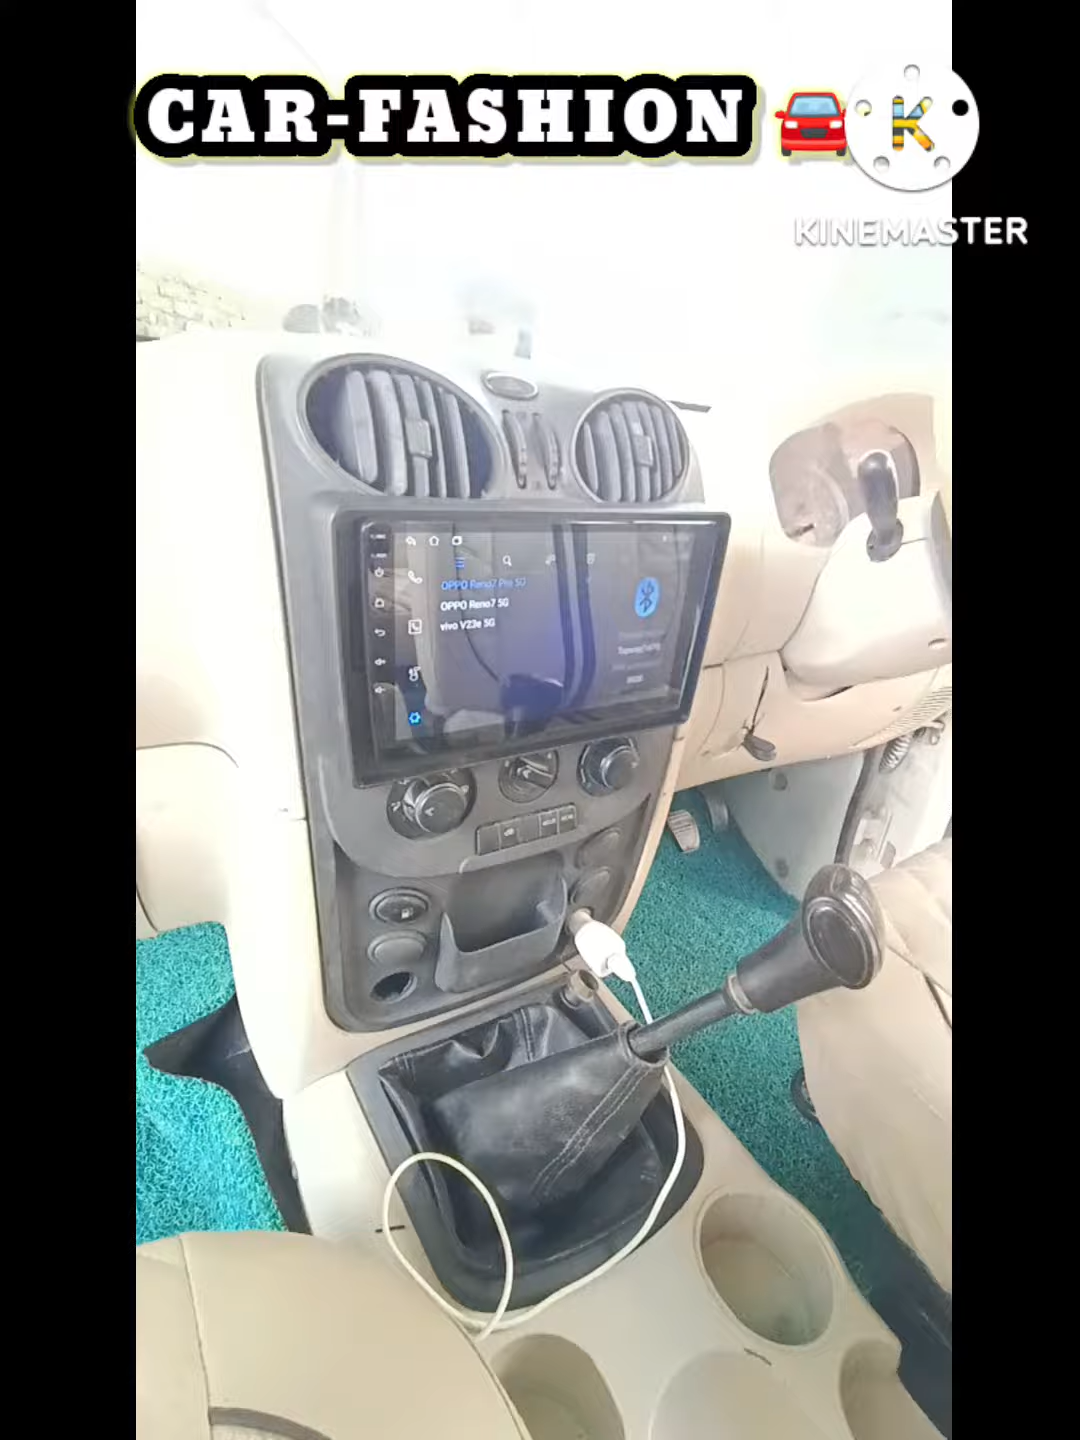 CAR-FASHION
K
KINEMASTER
OPPO Reno7 Pro 5G
OPPO Reno7 5G
vivo V23e 5G